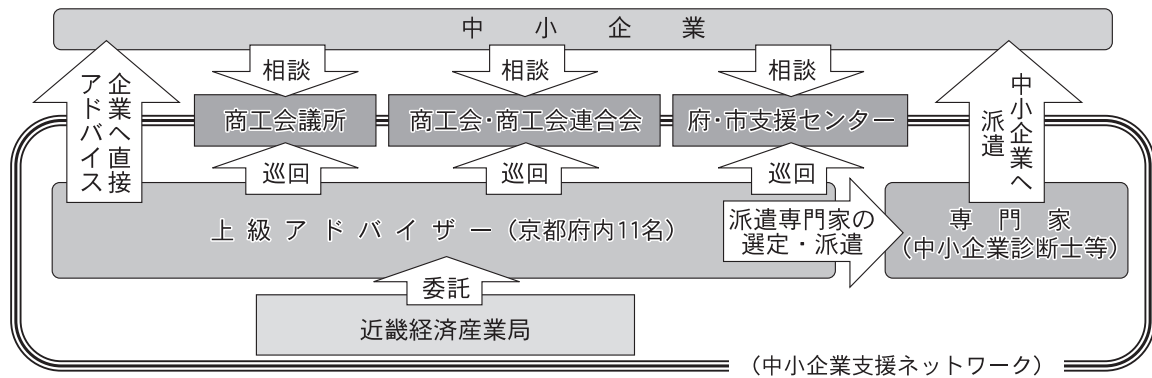 中小企業
企業へ直接
アドバイス
相談
相談
相談
中小企業へ
派遣
商工会議所
商工会・商工会連合会
府・市支援センター
巡回
巡回
巡回
上級アドバイザー(京都府内11名)
派遣専門家の
選定・派遣
専門家
(中小企業診断士等)
委託
近畿経済産業局
(中小企業支援ネットワーク)